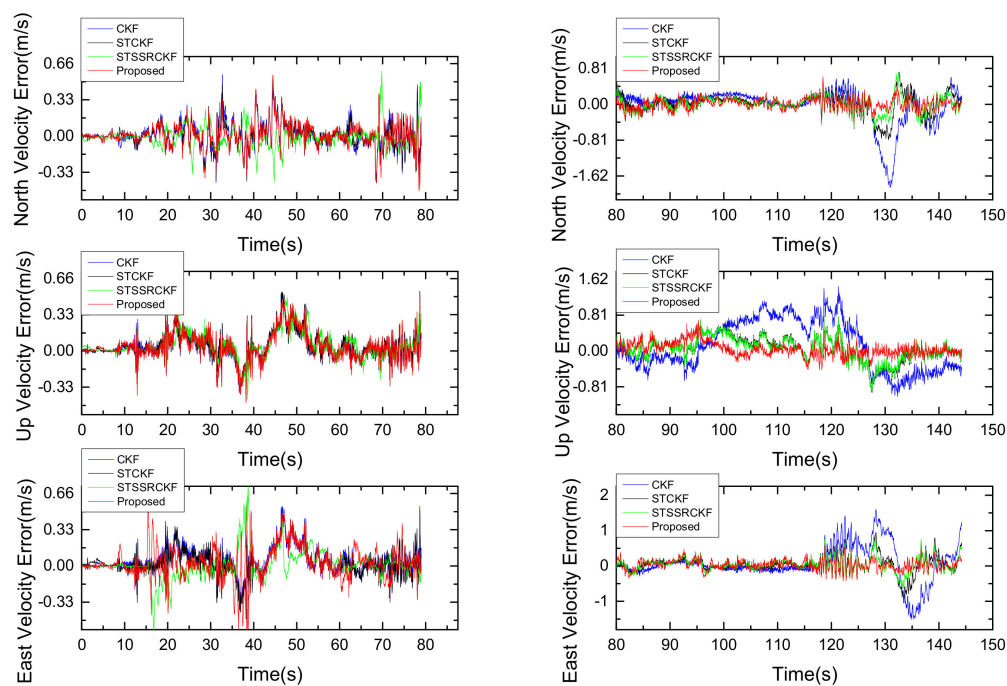 CKF
STCKF
STSSRCKF
Proposed
North Velocity Error(m/s)
0.66
0.33
0.00
-0.33
0 10 20 30 40 50 60 70 80
Time(s)
CKF
STCKF
STSSRCKF
Proposed
North Velocity Error(m/s)
0.81
0.00
-0.81
-1.62
80 90 100 110 120 130 140 150
Time(s)
CKF
STCKF
STSSRCKF
Proposed
Up Velocity Error(m/s)
0.66
0.33
0.00
-0.33
0 10 20 30 40 50 60 70 80
Time(s)
CKF
STCKF
STSSRCKF
Proposed
Up Velocity Error(m/s)
1.62
0.81
0.00
-0.81
80 90 100 110 120 130 140 150
Time(s)
CKF
STCKF
STSSRCKF
Proposed
East Velocity Error(m/s)
0.66
0.33
0.00
-0.33
0 10 20 30 40 50 60 70 80
Time(s)
CKF
STCKF
STSSRCKF
Proposed
East Velocity Error(m/s)
2
1
0
-1
80 90 100 110 120 130 140 150
Time(s)